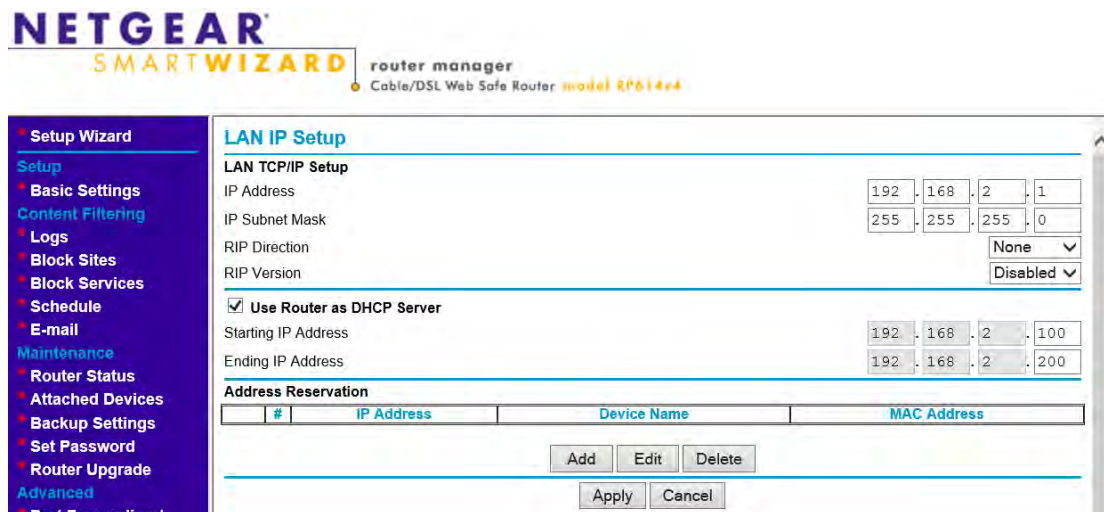 NETGEAR
SMARTWIZARD
router manager
Cable/DSL Web Safe Router model RP614v4
Setup Wizard
Setup
Basic Settings
Content Filtering
Logs
Block Sites
Block Services
Schedule
E-mail
Maintenance
Router Status
Attached Devices
Backup Settings
Set Password
Router Upgrade
Advanced
LAN IP Setup
LAN TCP/IP Setup
IP Address 192 . 168 . 2 . 1
IP Subnet Mask 255 . 255 . 255 . 0
RIP Direction None
RIP Version Disabled
Use Router as DHCP Server
Starting IP Address 192 . 168 . 2 . 100
Ending IP Address 192 . 168 . 2 . 200
Address Reservation
# IP Address Device Name MAC Address
Add Edit Delete
Apply Cancel